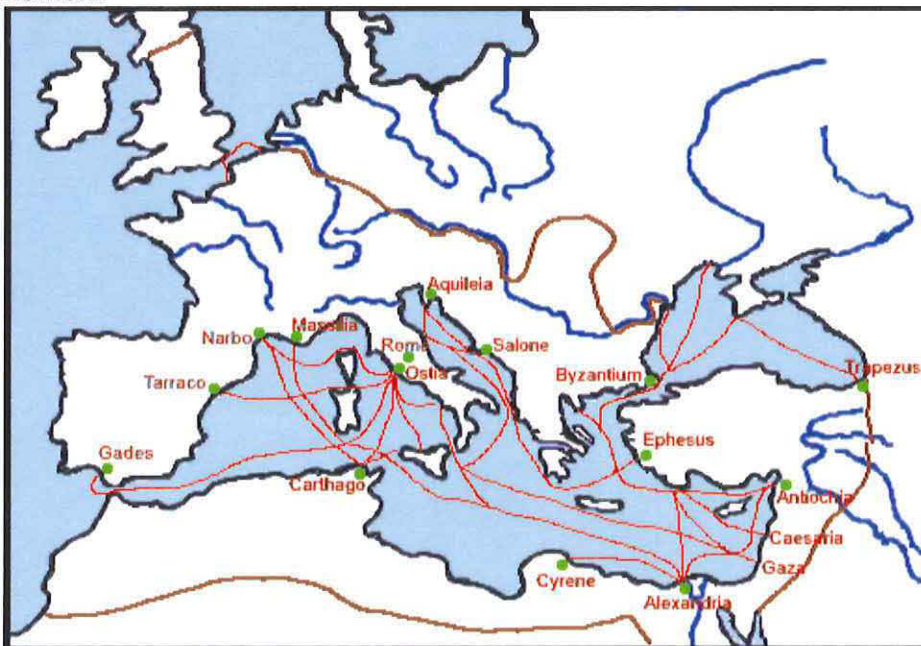 Aquileia
Narbo
Massilia
Roma
Salone
Ostia
Tarraco
Byzantium
Trapezus
Gades
Ephesus
Carthago
Antiochia
Caesaria
Cyrene
Gaza
Alexandria